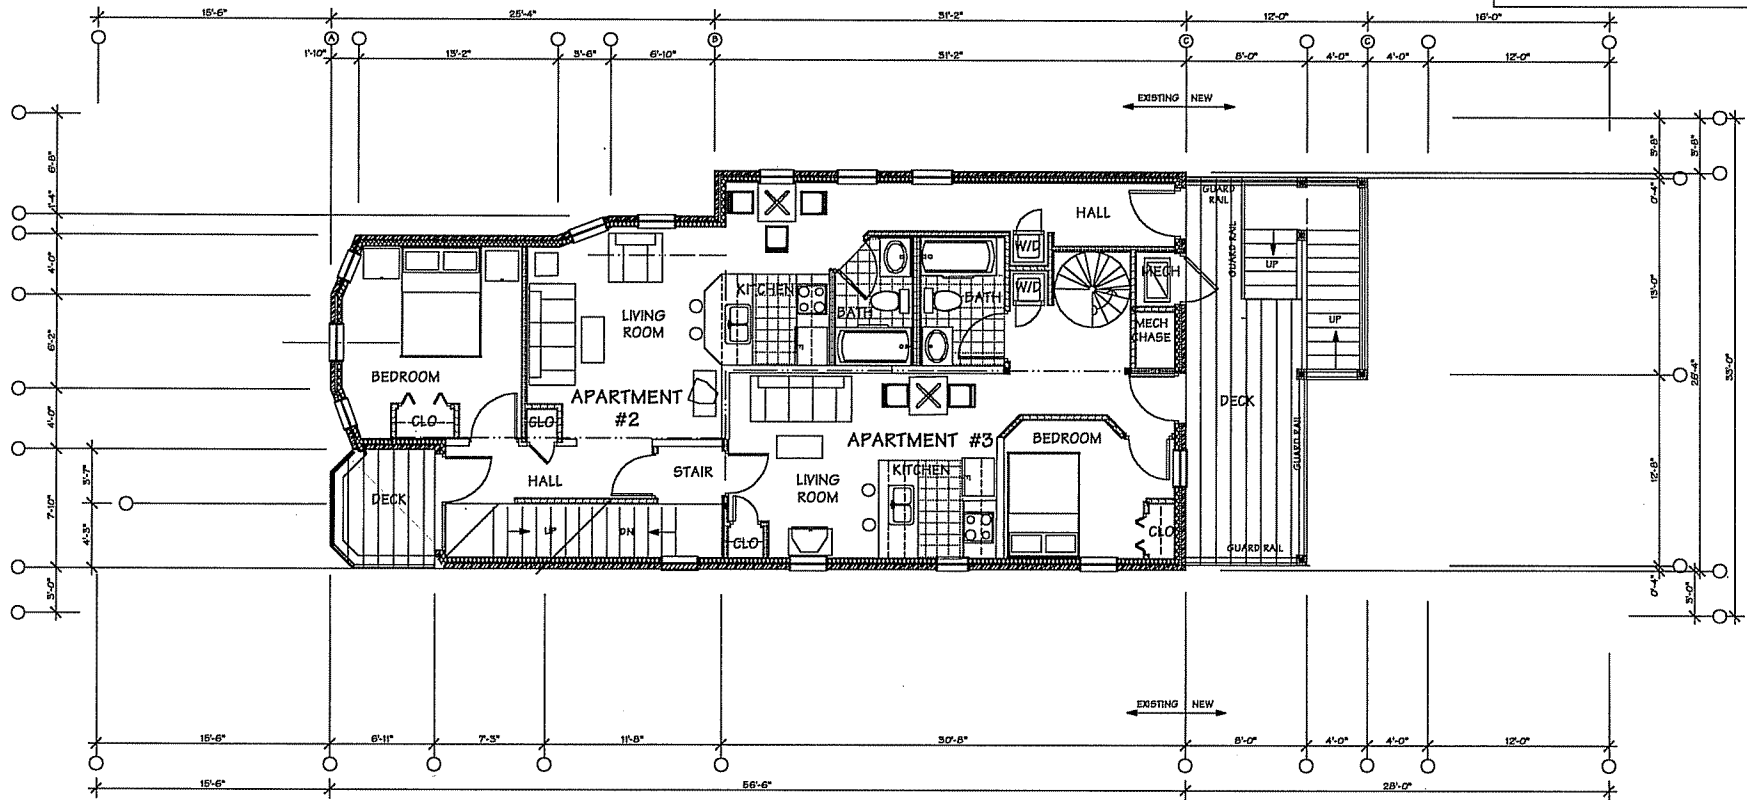 15'-6"
25'-4"
31'-2"
12'-0"
16'-0"
A
B
C
C
1'-10"
13'-2"
3'-6"
6'-10"
31'-2"
8'-0"
4'-0"
4'-0"
12'-0"
EXISTING NEW
6'-8"
1'-4"
4'-0"
6'-2"
4'-0"
3'-7"
7'-10"
4'-3"
3'-0"
3'-8"
3'-8"
0'-4"
13'-0"
26'-4"
33'-0"
12'-8"
0'-4"
3'-0"
HALL
GUARD
RAIL
GUARD RAIL
W/D
UP
MECH
KITCHEN
W/D
BATH
BATH
LIVING
ROOM
MECH
CHASE
UP
BEDROOM
APARTMENT
#2
DECK
CLO
CLO
APARTMENT #3
BEDROOM
GUARD RAIL
DECK
HALL
STAIR
LIVING
ROOM
KITCHEN
UP
DN
CLO
CLO
GUARD RAIL
EXISTING NEW
15'-6"
6'-11"
7'-3"
11'-8"
30'-8"
8'-0"
4'-0"
4'-0"
12'-0"
15'-6"
56'-6"
28'-0"